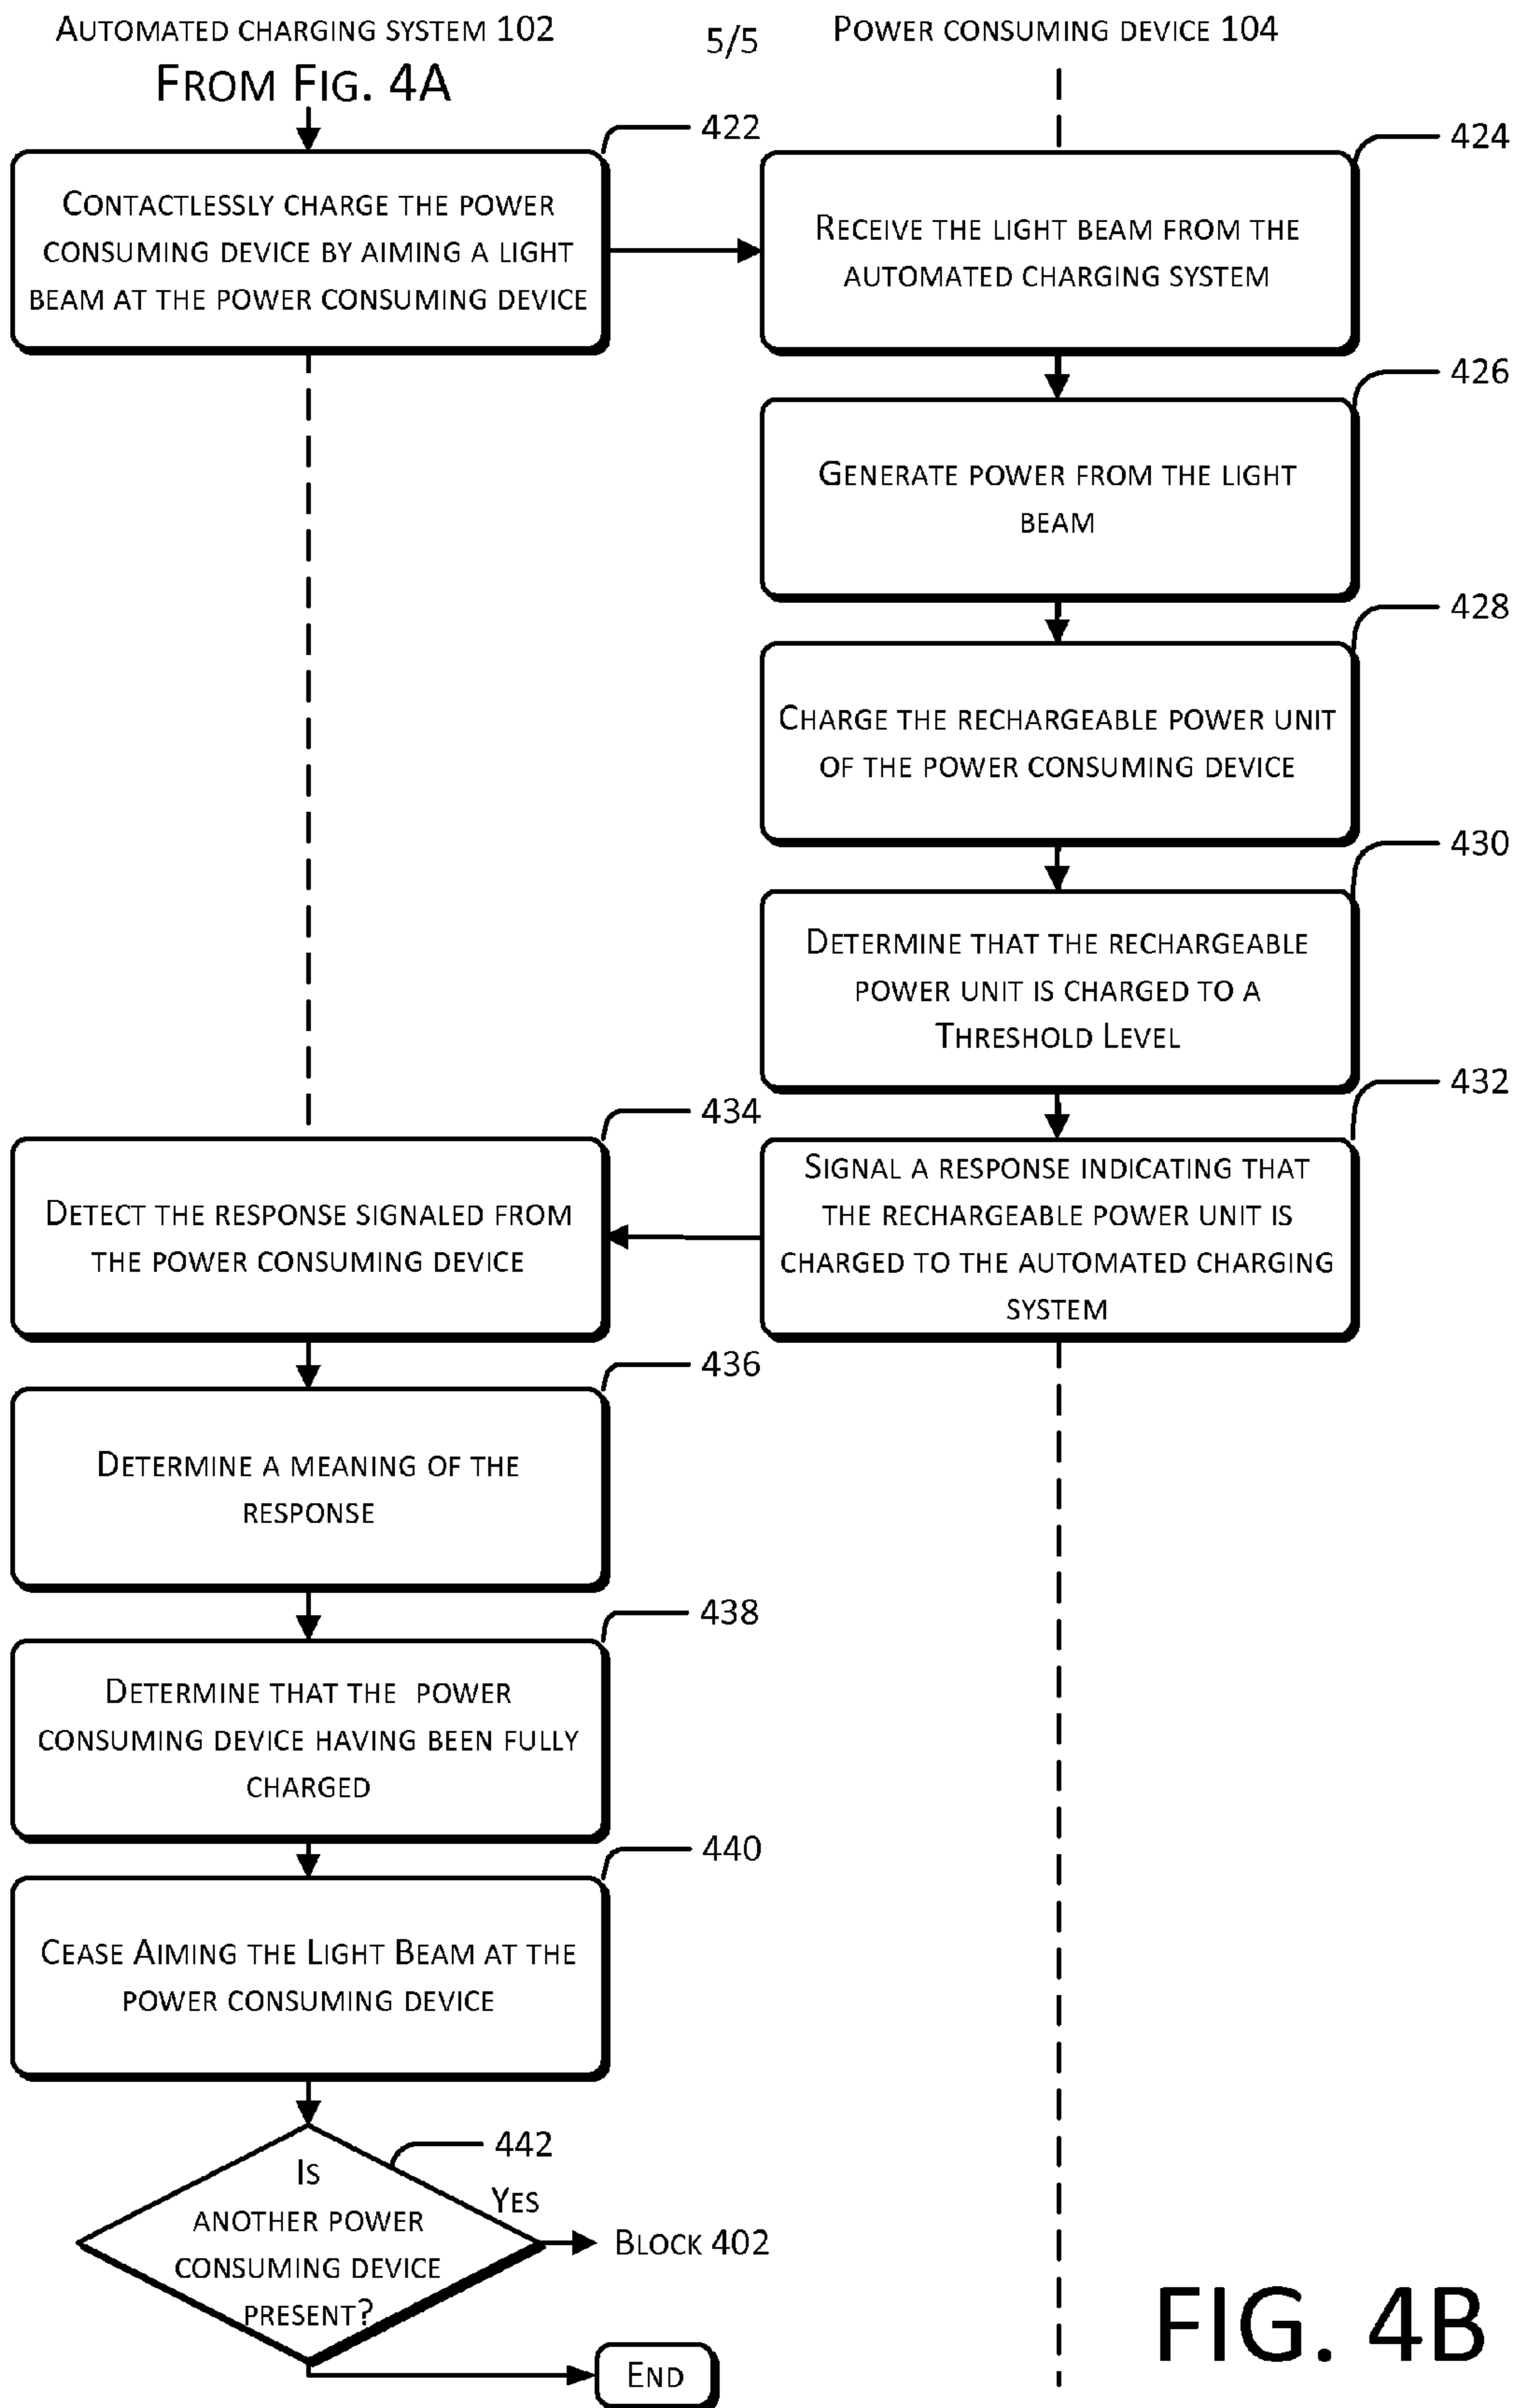 Automated charging system 102
5/5
Power consuming device 104
From Fig. 4A
422
Contactlessly charge the power
consuming device by aiming a light
beam at the power consuming device
424
Receive the light beam from the
automated charging system
426
Generate power from the light
beam
428
Charge the rechargeable power unit
of the power consuming device
430
Determine that the rechargeable
power unit is charged to a
Threshold Level
432
Signal a response indicating that
the rechargeable power unit is
charged to the automated charging
system
434
Detect the response signaled from
the power consuming device
436
Determine a meaning of the
response
438
Determine that the power
consuming device having been fully
charged
440
Cease Aiming the Light Beam at the
power consuming device
442
Is
another power
consuming device
present?
Yes
Block 402
End
FIG. 4B